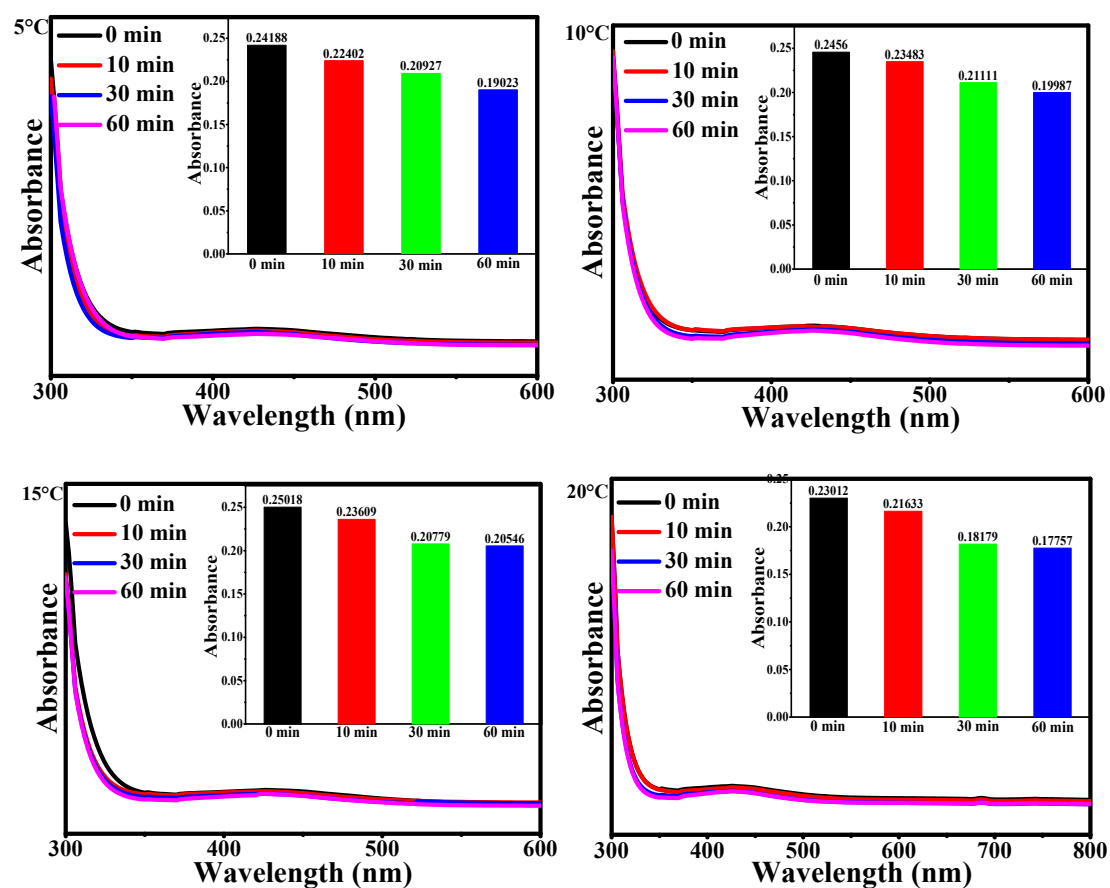 5°C
0 min
10 min
30 min
60 min
Absorbance
0.25
0.20
0.15
0.10
0.05
0.00
Absorbance
0.24188
0.22402
0.20927
0.19023
0 min 10 min 30 min 60 min
300 400 500 600
Wavelength (nm)
10°C
0 min
10 min
30 min
60 min
Absorbance
0.25
0.20
0.15
0.10
0.05
0.00
Absorbance
0.2456
0.23483
0.21111
0.19987
0 min 10 min 30 min 60 min
300 400 500 600
Wavelength (nm)
15°C
0 min
10 min
30 min
60 min
Absorbance
0.25
0.20
0.15
0.10
0.05
0.00
Absorbance
0.25018
0.23609
0.20779
0.20546
0 min 10 min 30 min 60 min
300 400 500 600
Wavelength (nm)
20°C
0 min
10 min
30 min
60 min
Absorbance
0.25
0.20
0.15
0.10
0.05
0.00
Absorbance
0.23012
0.21633
0.18179
0.17757
0 min 10 min 30 min 60 min
300 400 500 600 700 800
Wavelength (nm)